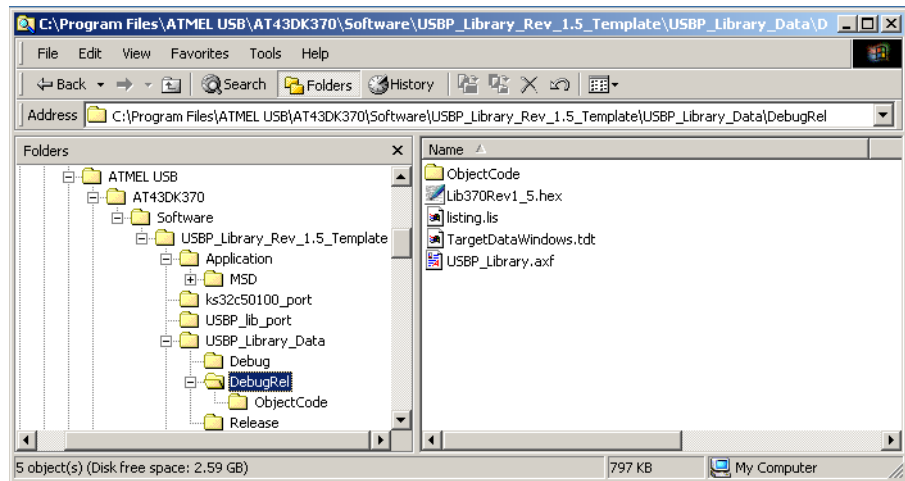 C:\Program Files\ATMEL USB\AT43DK370\Software\USBP_Library_Rev_1.5_Template\USBP_Library_Data\D
File Edit View Favorites Tools Help
Back Search Folders History
Address C:\Program Files\ATMEL USB\AT43DK370\Software\USBP_Library_Rev_1.5_Template\USBP_Library_Data\DebugRel
Folders
ATMEL USB
AT43DK370
Software
USBP_Library_Rev_1.5_Template
Application
MSD
ks32c50100_port
USBP_lib_port
USBP_Library_Data
Debug
DebugRel
ObjectCode
Release
Name
ObjectCode
Lib370Rev1_5.hex
listing.lis
TargetDataWindows.tdt
USBP_Library.axf
5 object(s) (Disk free space: 2.59 GB) 797 KB My Computer